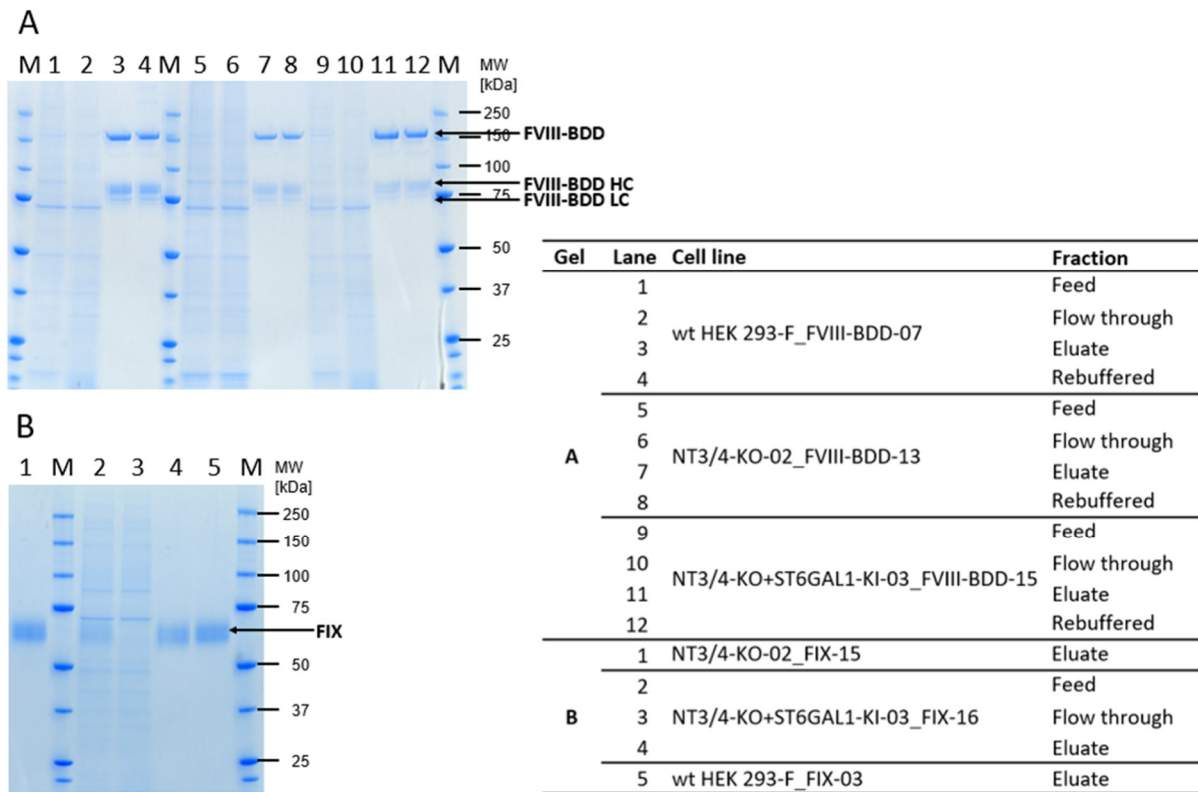 A
M 1 2 3 4 M 5 6 7 8 9 10 11 12 M MW
[kDa]
250
150
FVIII-BDD
100
FVIII-BDD HC
75
FVIII-BDD LC
50
37
25
B
1 M 2 3 4 5 M MW
[kDa]
250
150
100
75
FIX
50
37
25
Gel Lane Cell line Fraction
1 Feed
2 Flow through
wt HEK 293-F_FVIII-BDD-07
3 Eluate
4 Rebuffered
5 Feed
6 Flow through
A NT3/4-KO-02_FVIII-BDD-13
7 Eluate
8 Rebuffered
9 Feed
10 Flow through
NT3/4-KO+ST6GAL1-KI-03_FVIII-BDD-15
11 Eluate
12 Rebuffered
1 NT3/4-KO-02_FIX-15 Eluate
2 Feed
B 3 NT3/4-KO+ST6GAL1-KI-03_FIX-16 Flow through
4 Eluate
5 wt HEK 293-F_FIX-03 Eluate